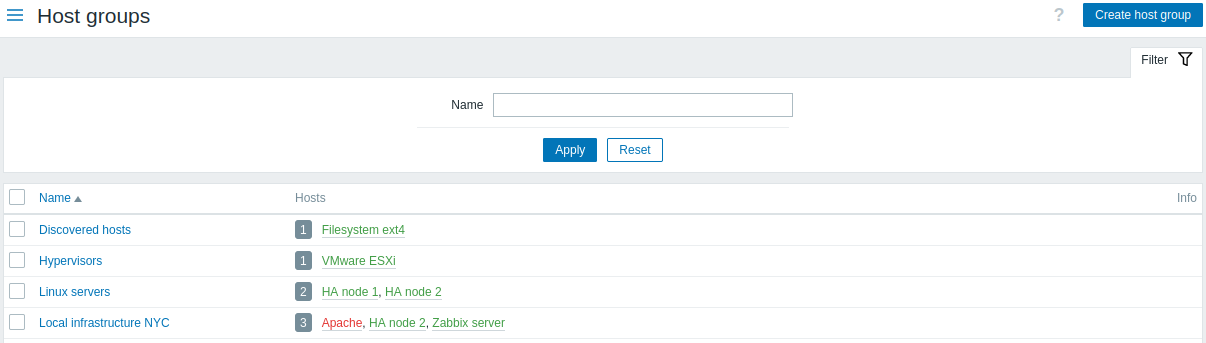 Host groups ? Create host group
Filter
Name
Apply Reset
Name Hosts Info
Discovered hosts 1 Filesystem ext4
Hypervisors 1 VMware ESXi
Linux servers 2 HA node 1, HA node 2
Local infrastructure NYC 3 Apache, HA node 2, Zabbix server